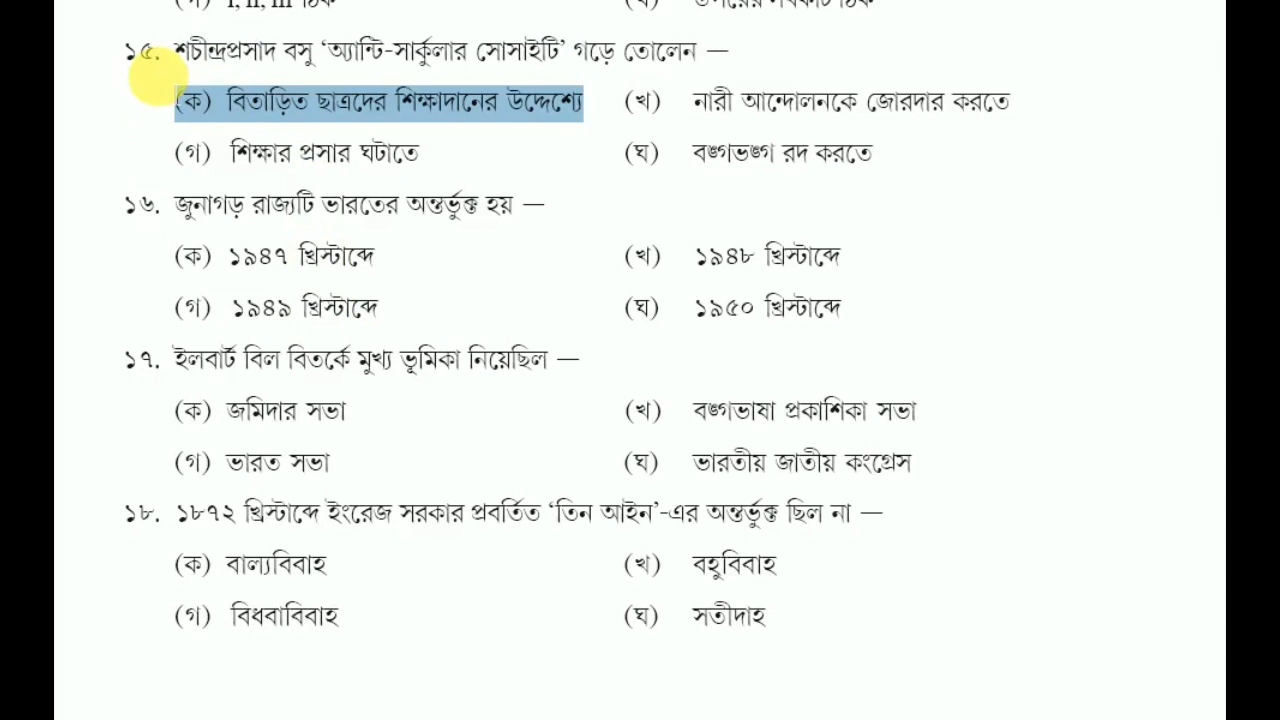 ১৫. শচীন্দ্রপ্রসাদ বসু ‘অ্যান্টি-সার্কুলার সোসাইটি’ গড়ে তোলেন —
(ক) বিতাড়িত ছাত্রদের শিক্ষাদানের উদ্দেশ্যে (খ) নারী আন্দোলনকে জোরদার করতে
(গ) শিক্ষার প্রসার ঘটাতে (ঘ) বঙ্গভঙ্গ রদ করতে
১৬. জুনাগড় রাজ্যটি ভারতের অন্তর্ভুক্ত হয় —
(ক) ১৯৪৭ খ্রিস্টাব্দে (খ) ১৯৪৮ খ্রিস্টাব্দে
(গ) ১৯৪৯ খ্রিস্টাব্দে (ঘ) ১৯৫০ খ্রিস্টাব্দে
১৭. ইলবার্ট বিল বিতর্কে মুখ্য ভূমিকা নিয়েছিল —
(ক) জমিদার সভা (খ) বঙ্গভাষা প্রকাশিকা সভা
(গ) ভারত সভা (ঘ) ভারতীয় জাতীয় কংগ্রেস
১৮. ১৮৭২ খ্রিস্টাব্দে ইংরেজ সরকার প্রবর্তিত ‘তিন আইন’-এর অন্তর্ভুক্ত ছিল না —
(ক) বাল্যবিবাহ (খ) বহুবিবাহ
(গ) বিধবাবিবাহ (ঘ) সতীদাহ